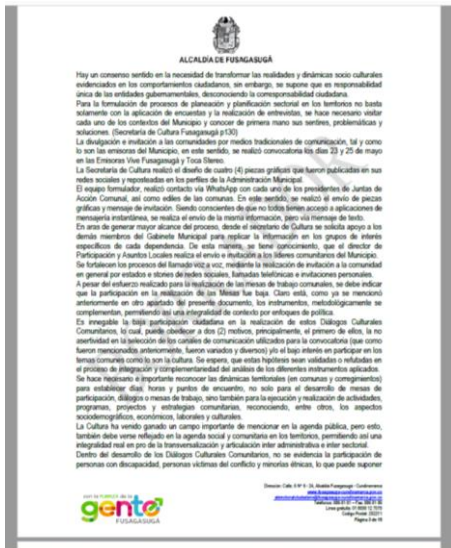 ALCALDÍA DE FUSAGASUGÁ
Hay un consenso sentido en la necesidad de transformar las realidades y dinámicas socio culturales
evidenciados en los comportamientos ciudadanos, sin embargo, se supone que es responsabilidad
única de las entidades gubernamentales, desconociendo la corresponsabilidad ciudadana.
Para la formulación de procesos de planeación y planificación sectorial en los territorios no basta
solamente con la aplicación de encuestas y la realización de entrevistas, se hace necesario visitar
cada uno de los contextos del Municipio y conocer de primera mano sus sentires, problemáticas y
soluciones. (Secretaría de Cultura Fusagasugá p130)
La divulgación e invitación a las comunidades por medios tradicionales de comunicación, tal y como
lo son las emisoras del Municipio, en este sentido, se realizó convocatoria los días 23 y 25 de mayo
en las Emisoras Vive Fusagasugá y Toca Stereo.
La Secretaría de Cultura realizó el diseño de cuatro (4) piezas gráficas que fueron publicadas en sus
redes sociales y reposteadas en los perfiles de la Administración Municipal.
El equipo formulador, realizó contacto vía WhatsApp con cada uno de los presidentes de Juntas de
Acción Comunal, así como ediles de las comunas. En este sentido, se realizó el envío de piezas
gráficas y mensaje de invitación. Siendo conscientes de que no todos tienen acceso a aplicaciones de
mensajería instantánea, se realiza el envío de la misma información, pero vía mensaje de texto.
En aras de generar mayor alcance del proceso, desde el secretario de Cultura se solicita apoyo a los
demás miembros del Gabinete Municipal para replicar la información en los grupos de interés
específicos de cada dependencia. De esta manera, se tiene conocimiento, que el director de
Participación y Asuntos Locales realiza el envío e invitación a los líderes comunitarios del Municipio.
Se fortalecen los procesos del llamado voz a voz, mediante la realización de invitación a la comunidad
en general por estados e stories de redes sociales, llamadas telefónicas e invitaciones personales.
A pesar del esfuerzo realizado para la realización de las mesas de trabajo comunales, se debe indicar
que la participación en la realización de las Mesas fue baja. Claro está, como ya se mencionó
anteriormente en otro apartado del presente documento, los instrumentos, metodológicamente se
complementan, permitiendo así una integralidad de contexto por enfoques de política.
Es innegable la baja participación ciudadana en la realización de estos Diálogos Culturales
Comunitarios, lo cual, puede obedecer a dos (2) motivos, principalmente, el primero de ellos, la no
asertividad en la selección de los canales de comunicación utilizados para la convocatoria (que como
fueron mencionados anteriormente, fueron variados y diversos) y/o el bajo interés en participar en los
temas comunes como lo son la cultura. Se espera, que estas hipótesis sean validadas o refutadas en
el proceso de integración y complementariedad del análisis de los diferentes instrumentos aplicados.
Se hace necesario e importante reconocer las dinámicas territoriales (en comunas y corregimientos)
para establecer días, horas y puntos de encuentro, no solo para el desarrollo de mesas de
participación, diálogos o mesas de trabajo, sino también para la ejecución y realización de actividades,
programas, proyectos y estrategias comunitarias, reconociendo, entre otros, los aspectos
sociodemográficos, económicos, laborales y culturales.
La Cultura ha venido ganado un campo importante de mencionar en la agenda pública, pero esto,
también debe verse reflejado en la agenda social y comunitaria en los territorios, permitiendo así una
integralidad real en pro de la transversalización y articulación inter administrativa e inter sectorial.
Dentro del desarrollo de los Diálogos Culturales Comunitarios, no se evidencia la participación de
personas con discapacidad, personas víctimas del conflicto y minorías étnicas, lo que puede suponer
gente
FUSAGASUGÁ